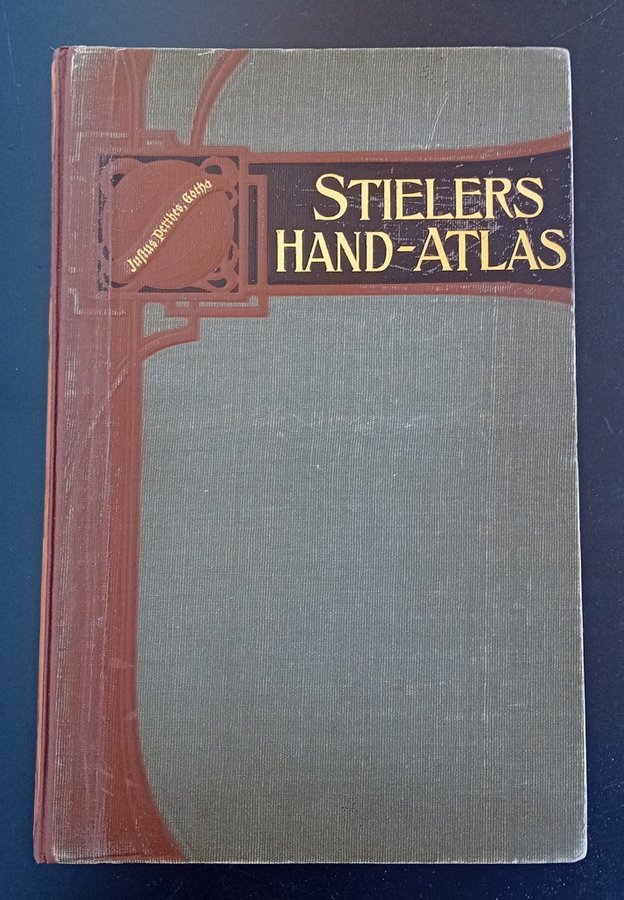 Justus Perthes, Gotha
STIELERS
HAND-ATLAS